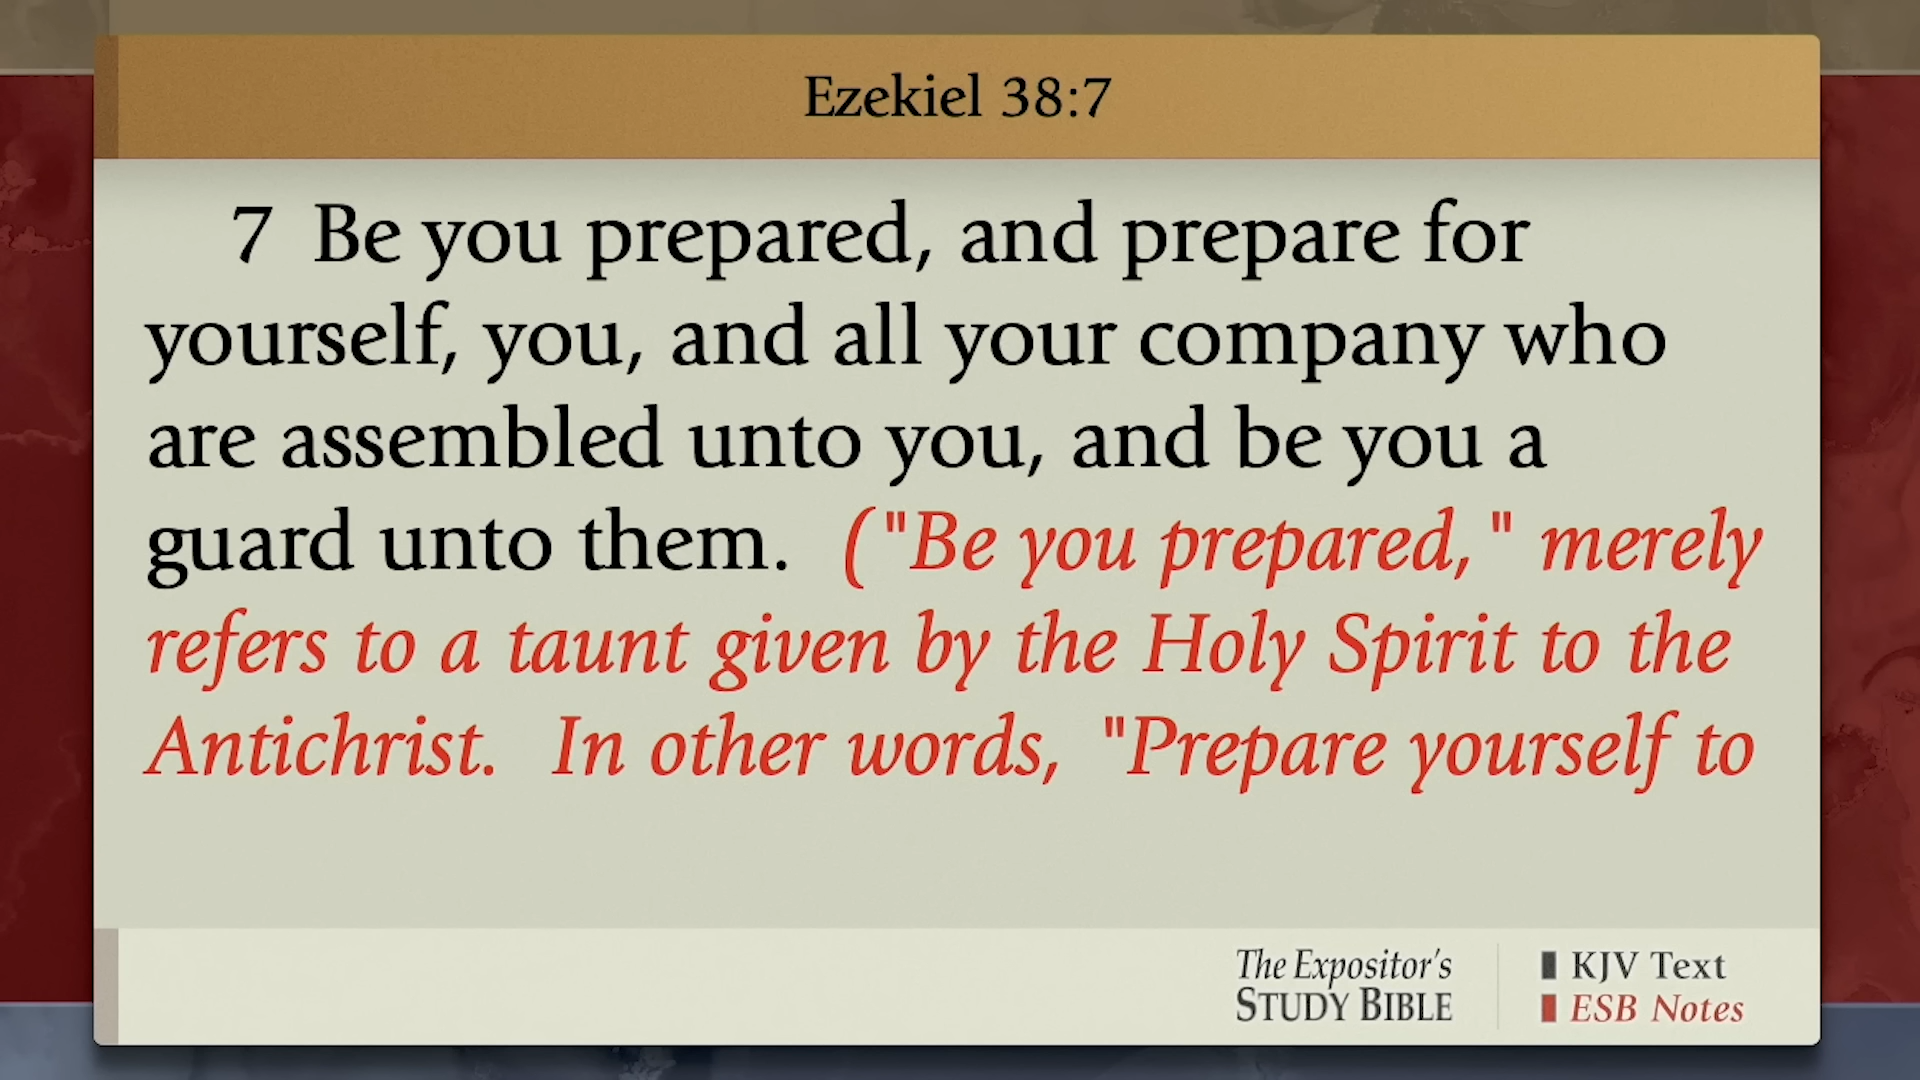 Ezekiel 38:7
7 Be you prepared, and prepare for
yourself, you, and all your company who
are assembled unto you, and be you a
guard unto them. ("Be you prepared," merely
refers to a taunt given by the Holy Spirit to the
Antichrist. In other words, "Prepare yourself to
The Expositor's
STUDY BIBLE
KJV Text
ESB Notes